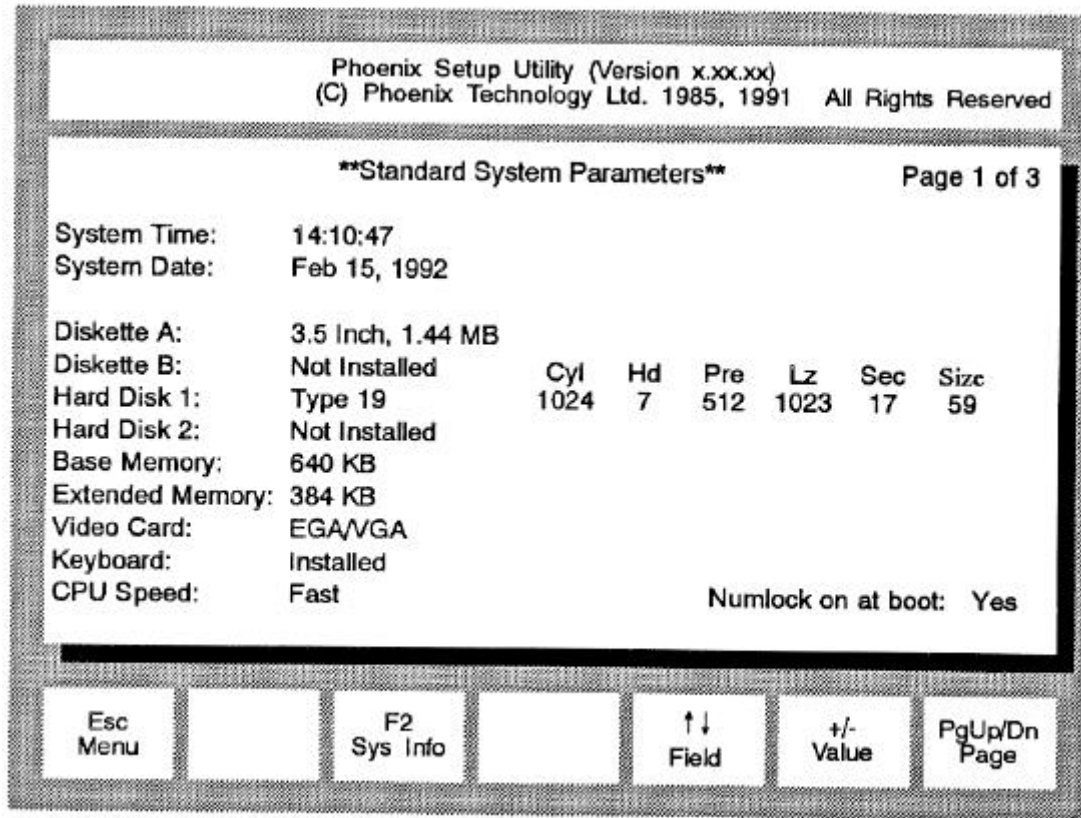 Phoenix Setup Utility (Version x.xx.xx)
(C) Phoenix Technology Ltd. 1985, 1991 All Rights Reserved
**Standard System Parameters** Page 1 of 3
System Time: 14:10:47
System Date: Feb 15, 1992
Diskette A: 3.5 Inch, 1.44 MB
Diskette B: Not Installed Cyl Hd Pre Lz Sec Size
Hard Disk 1: Type 19 1024 7 512 1023 17 59
Hard Disk 2: Not Installed
Base Memory: 640 KB
Extended Memory: 384 KB
Video Card: EGA/VGA
Keyboard: Installed
CPU Speed: Fast Numlock on at boot: Yes
Esc
Menu
F2
Sys Info
↑↓
Field
+/-
Value
PgUp/Dn
Page